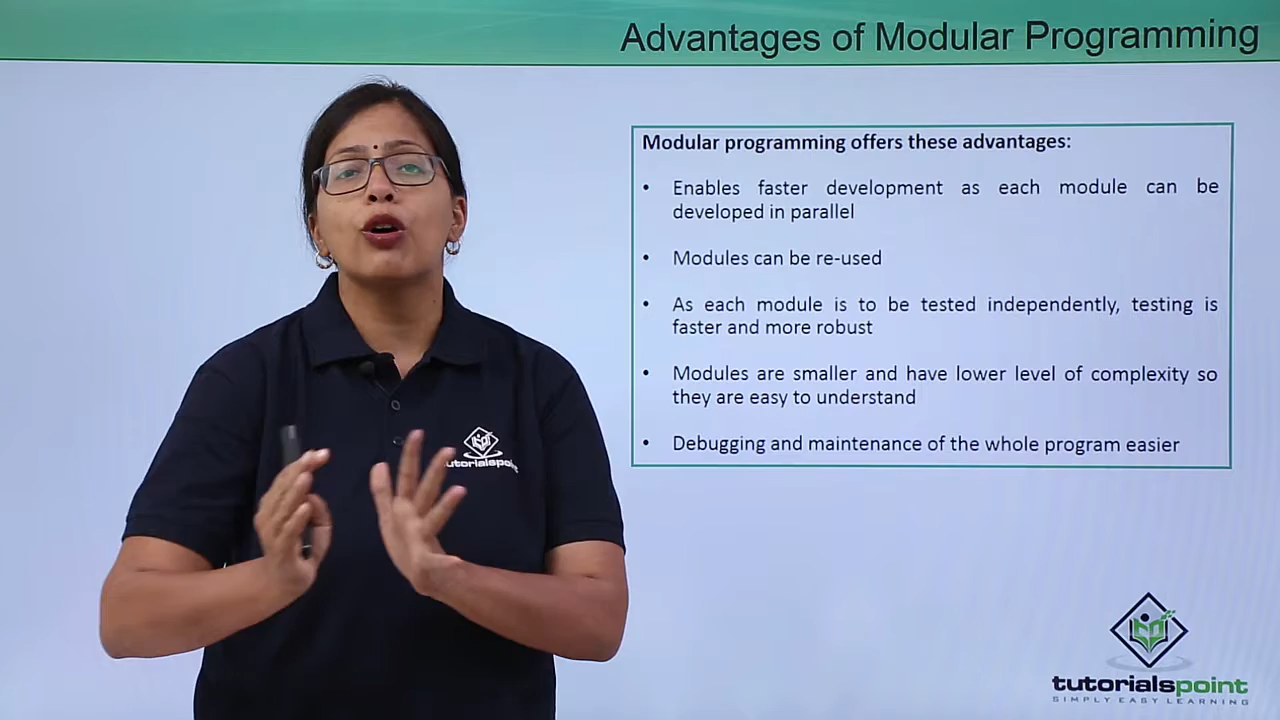 Advantages of Modular Programming
Modular programming offers these advantages:
• Enables faster development as each module can be
developed in parallel
• Modules can be re-used
• As each module is to be tested independently, testing is
faster and more robust
• Modules are smaller and have lower level of complexity so
they are easy to understand
• Debugging and maintenance of the whole program easier
tutorialspoint
tutorialspoint
SIMPLY EASY LEARNING